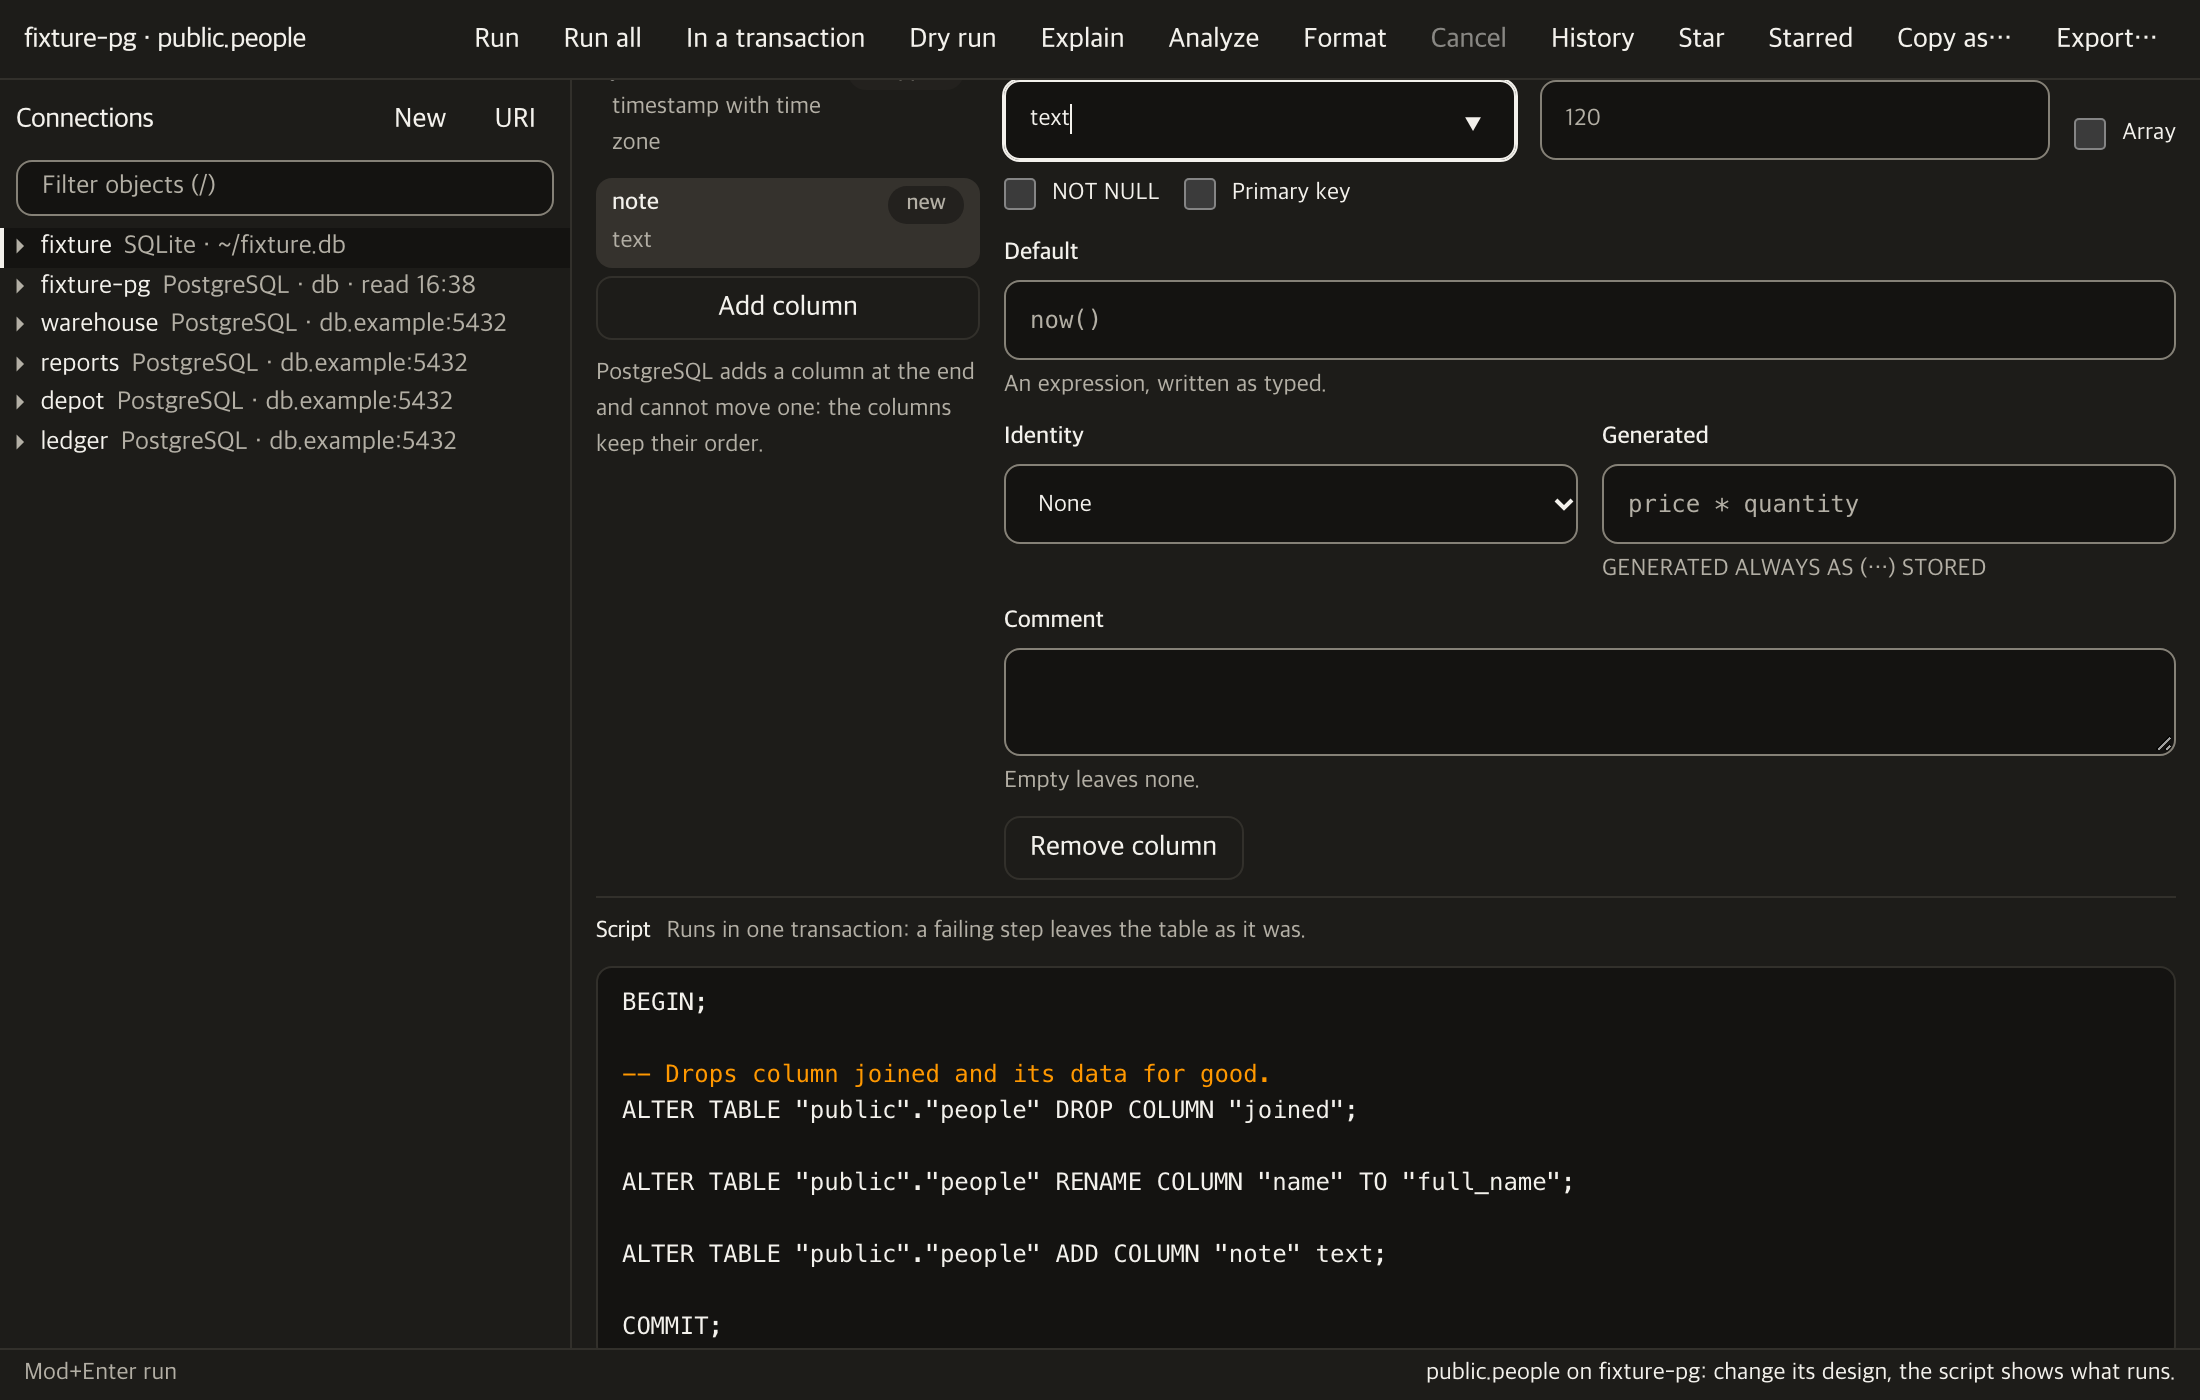 fixture-pg · public.people
Run
Run all
In a transaction
Dry run
Explain
Analyze
Format
Cancel
History
Star
Starred
Copy as···
Export···
Connections
New
URI
Filter objects (/)
fixture SQLite · ~/fixture.db
fixture-pg PostgreSQL · db · read 16:38
warehouse PostgreSQL · db.example:5432
reports PostgreSQL · db.example:5432
depot PostgreSQL · db.example:5432
ledger PostgreSQL · db.example:5432
timestamp with time
zone
note
new
text
Add column
PostgreSQL adds a column at the end
and cannot move one: the columns
keep their order.
text
120
Array
NOT NULL
Primary key
Default
now()
An expression, written as typed.
Identity
Generated
None
price * quantity
GENERATED ALWAYS AS (···) STORED
Comment
Empty leaves none.
Remove column
Script Runs in one transaction: a failing step leaves the table as it was.
BEGIN;
-- Drops column joined and its data for good.
ALTER TABLE "public"."people" DROP COLUMN "joined";
ALTER TABLE "public"."people" RENAME COLUMN "name" TO "full_name";
ALTER TABLE "public"."people" ADD COLUMN "note" text;
COMMIT;
Mod+Enter run
public.people on fixture-pg: change its design, the script shows what runs.